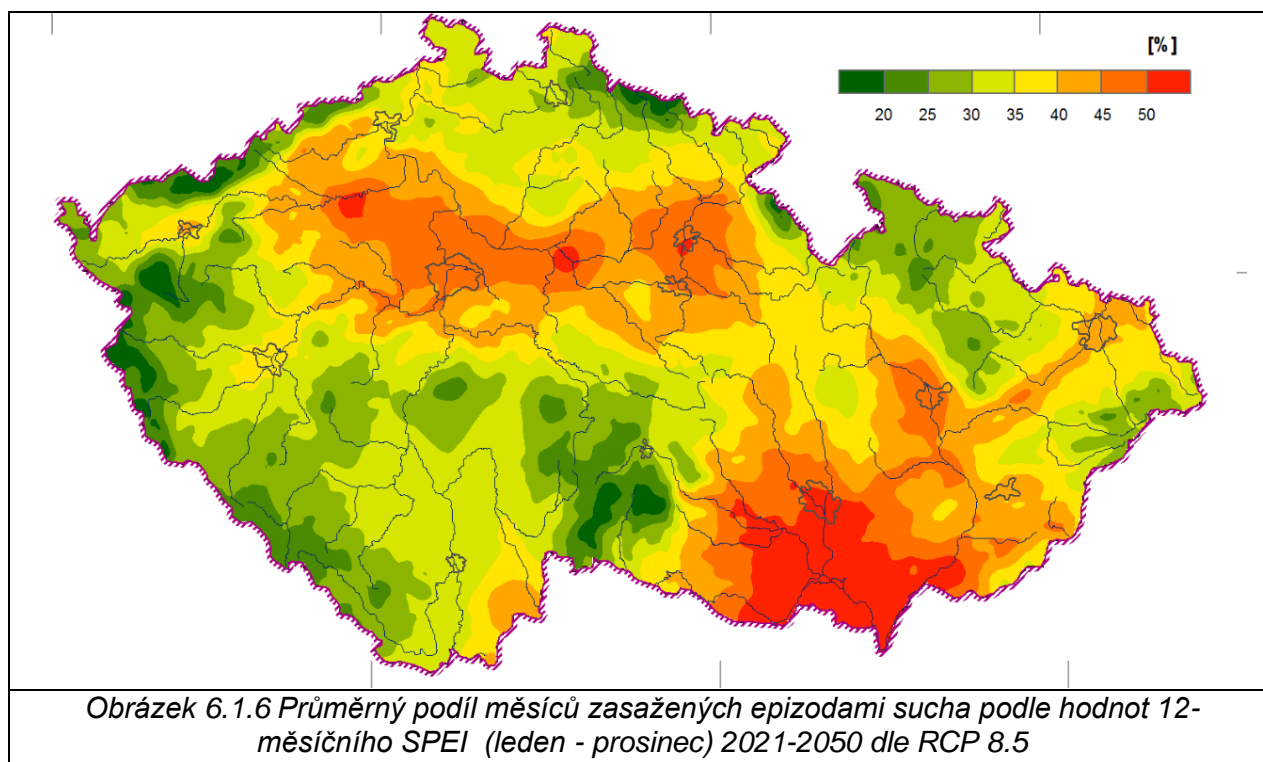 [%]
20 25 30 35 40 45 50
Obrázek 6.1.6 Průměrný podíl měsíců zasažených epizodami sucha podle hodnot 12-
měsíčního SPEI (leden - prosinec) 2021-2050 dle RCP 8.5